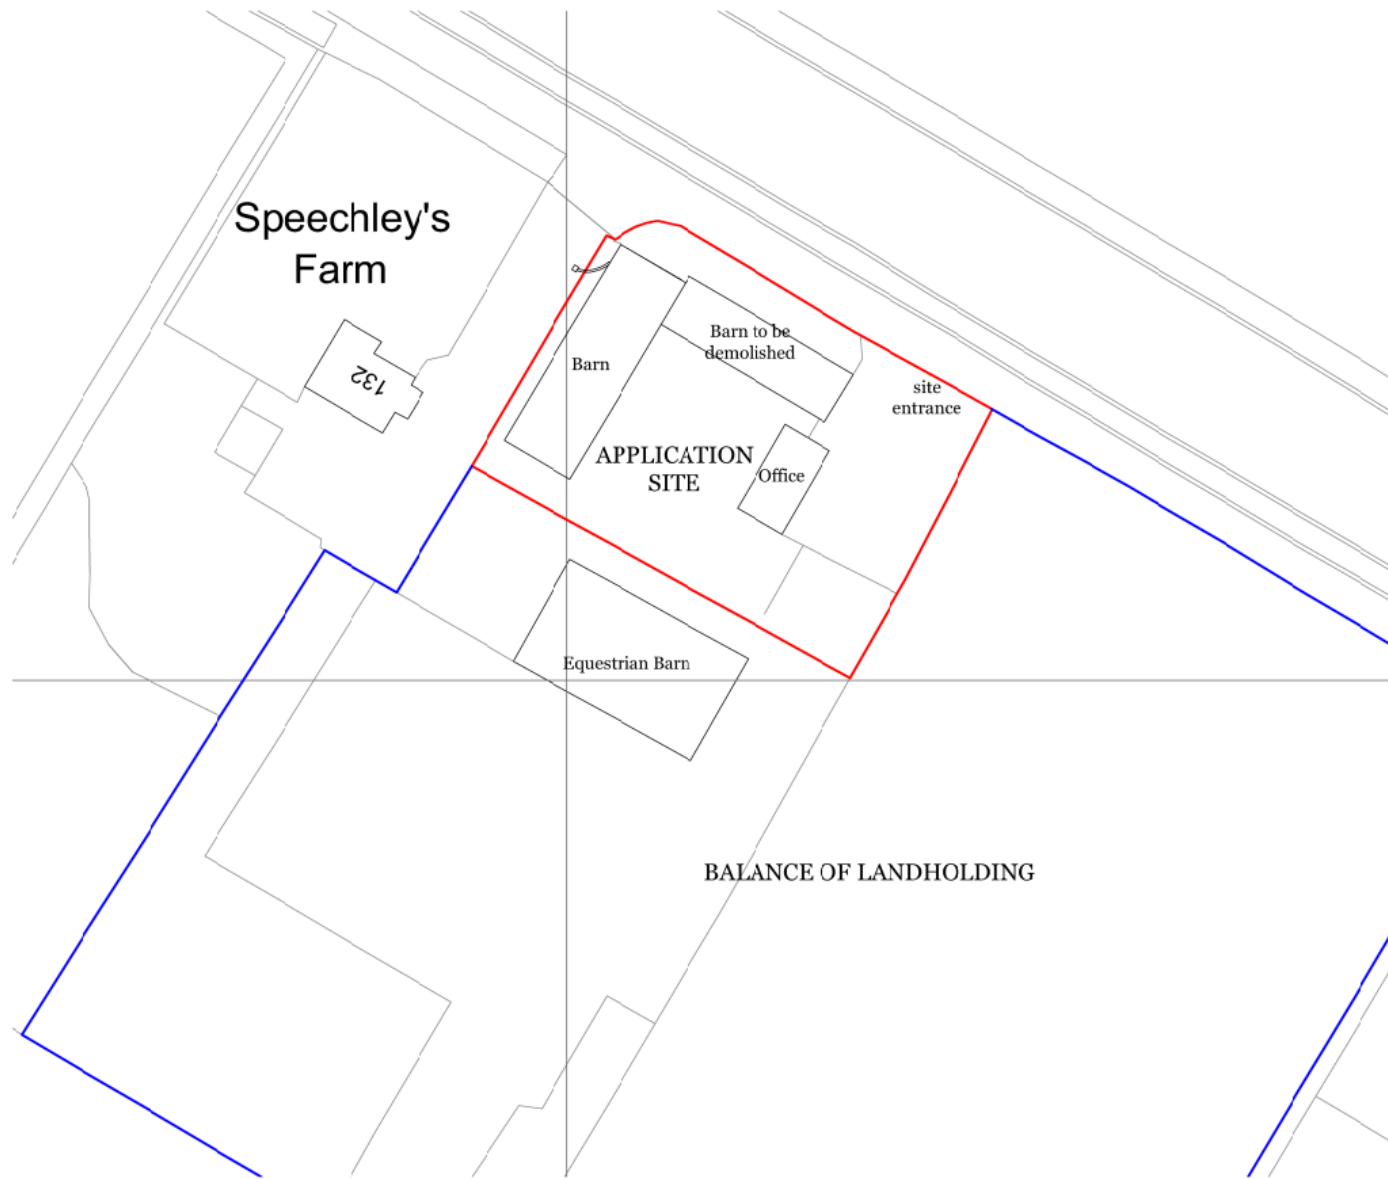 Speechley's
Farm
132
Barn
Barn to be
demolished
site
entrance
APPLICATION
SITE
Office
Equestrian Barn
BALANCE OF LANDHOLDING